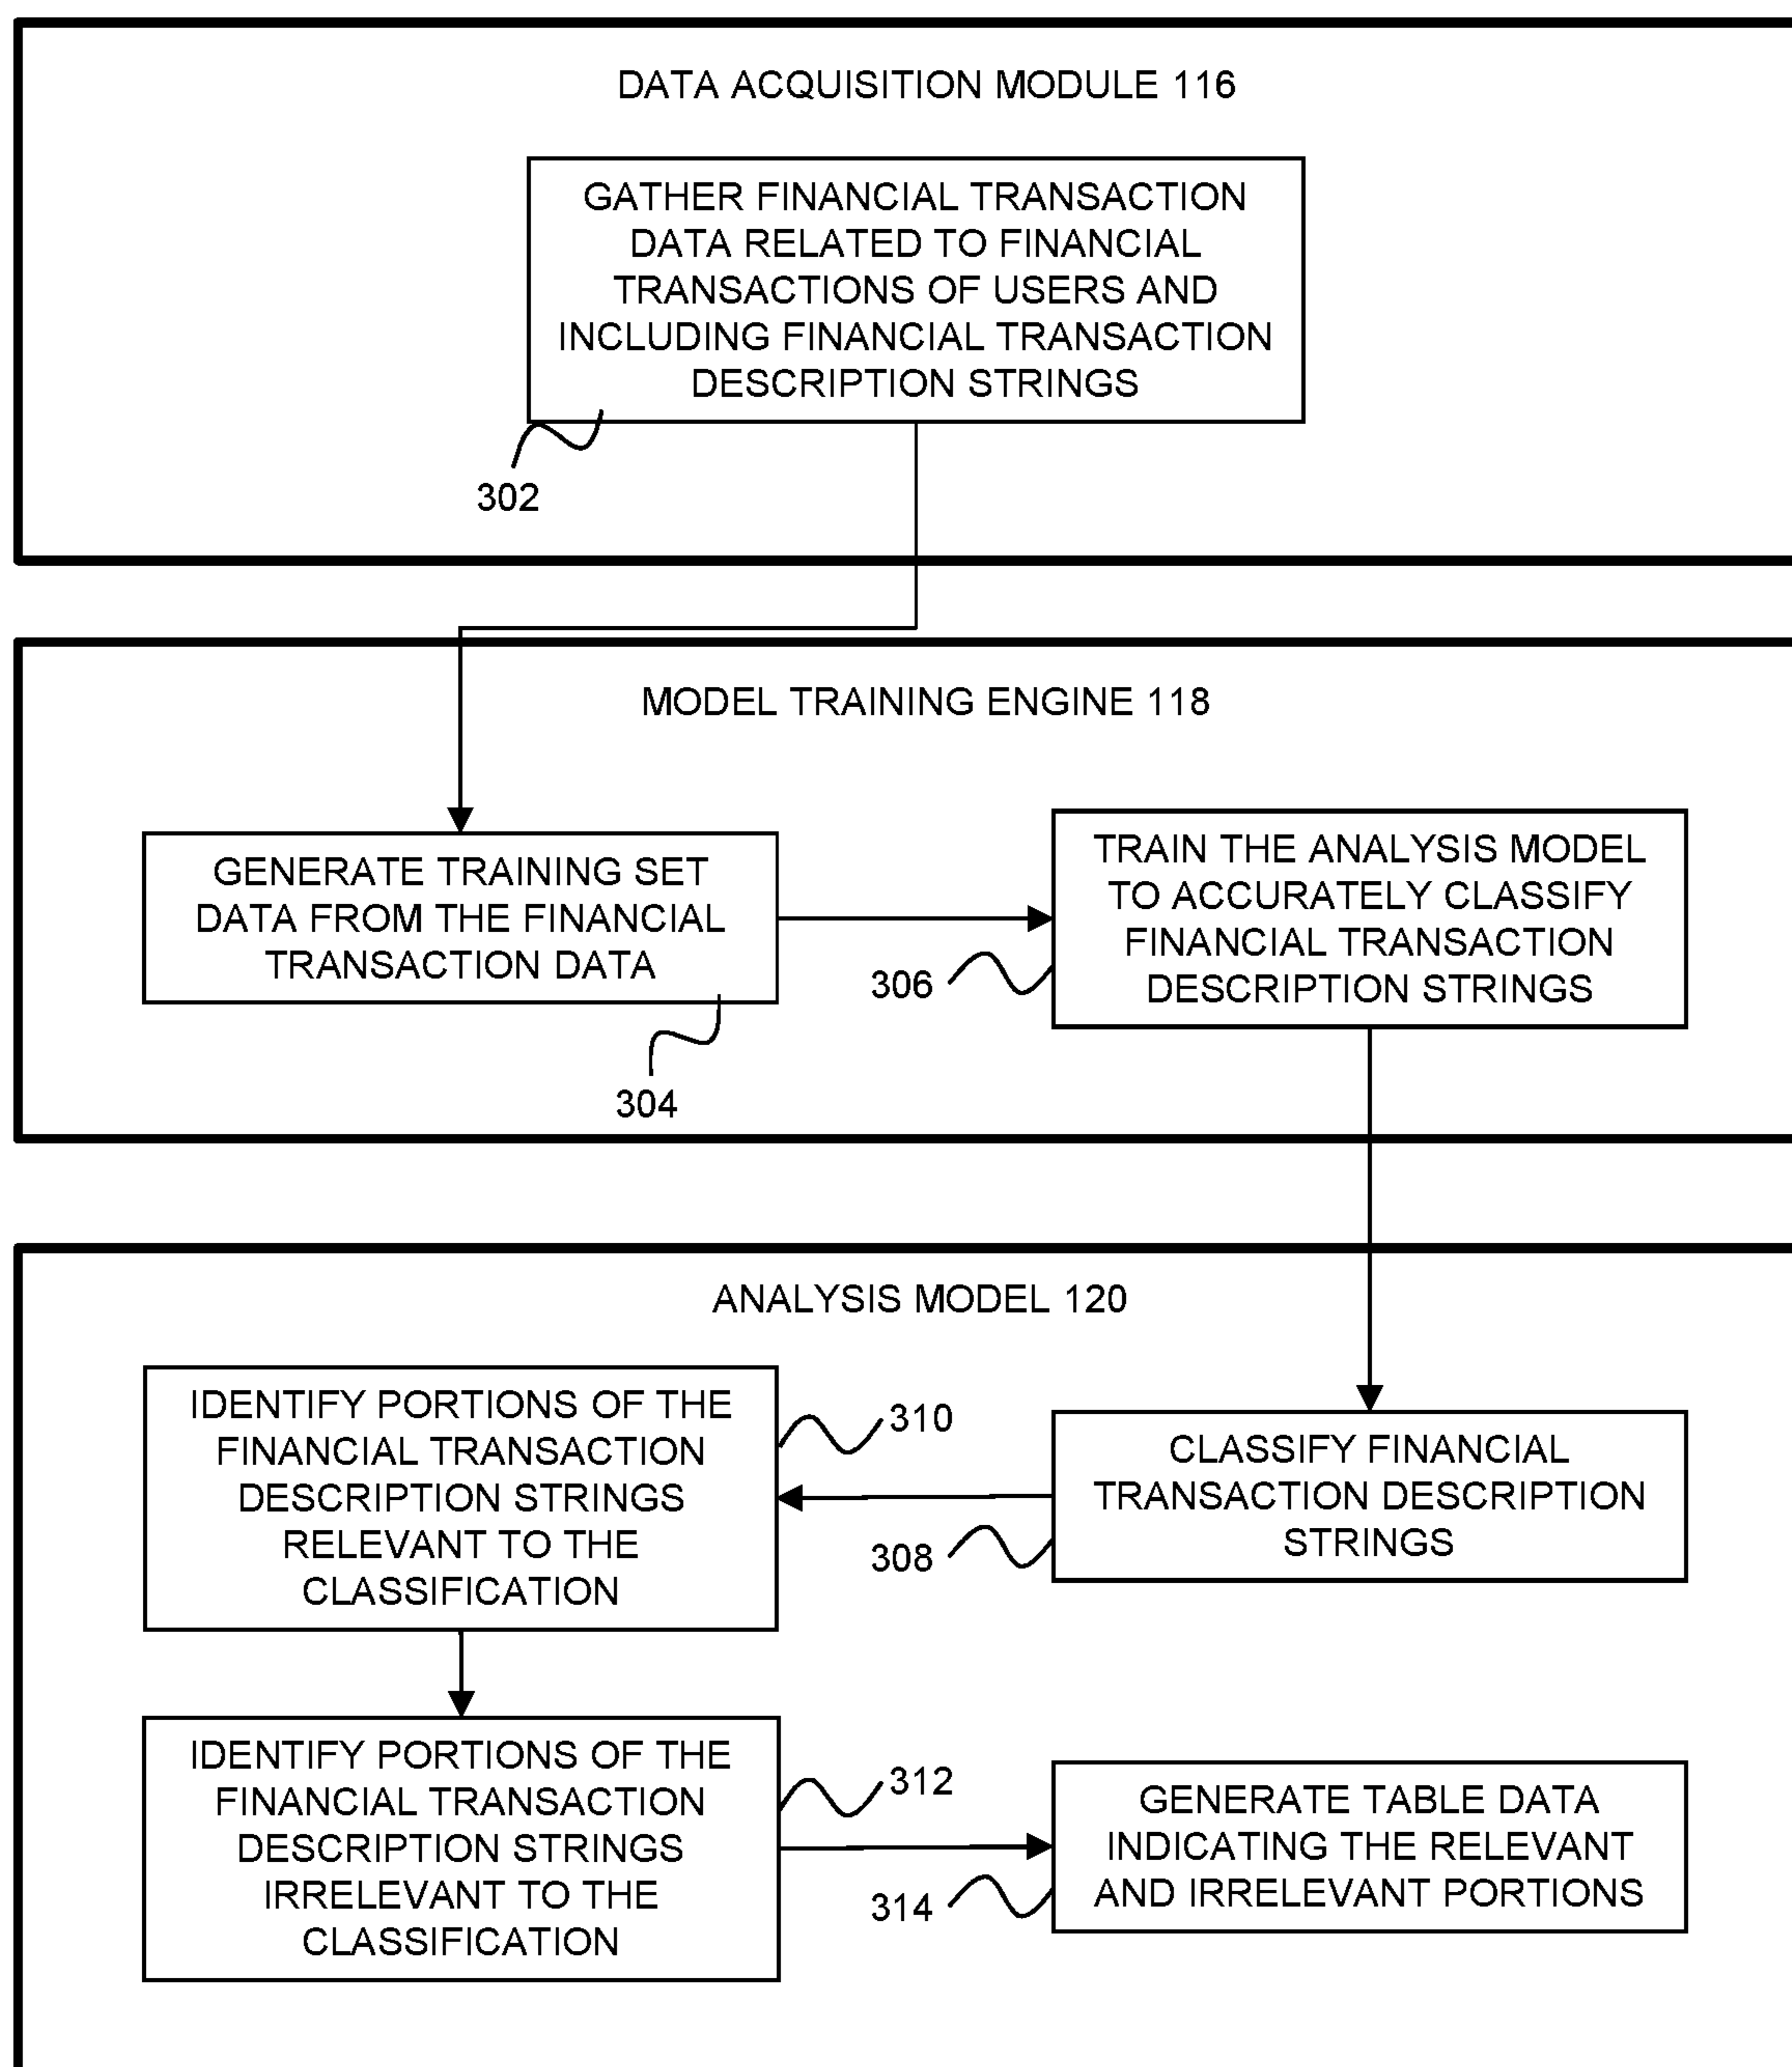 DATA ACQUISITION MODULE 116
GATHER FINANCIAL TRANSACTION
DATA RELATED TO FINANCIAL
TRANSACTIONS OF USERS AND
INCLUDING FINANCIAL TRANSACTION
DESCRIPTION STRINGS
302
MODEL TRAINING ENGINE 118
GENERATE TRAINING SET
DATA FROM THE FINANCIAL
TRANSACTION DATA
304
TRAIN THE ANALYSIS MODEL
TO ACCURATELY CLASSIFY
FINANCIAL TRANSACTION
DESCRIPTION STRINGS
306
ANALYSIS MODEL 120
CLASSIFY FINANCIAL
TRANSACTION DESCRIPTION
STRINGS
308
IDENTIFY PORTIONS OF THE
FINANCIAL TRANSACTION
DESCRIPTION STRINGS
RELEVANT TO THE
CLASSIFICATION
310
IDENTIFY PORTIONS OF THE
FINANCIAL TRANSACTION
DESCRIPTION STRINGS
IRRELEVANT TO THE
CLASSIFICATION
312
GENERATE TABLE DATA
INDICATING THE RELEVANT
AND IRRELEVANT PORTIONS
314